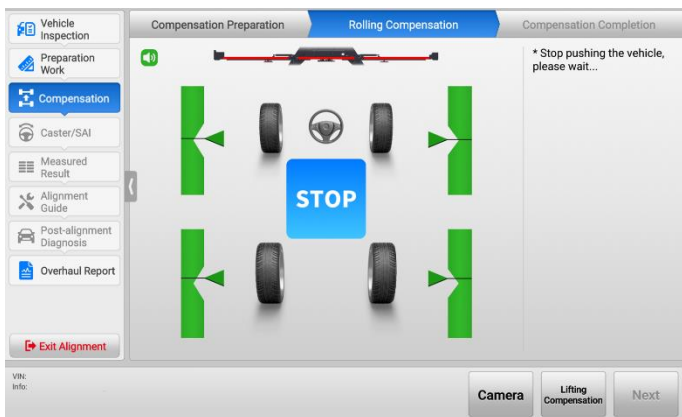 Vehicle
Inspection
Preparation
Work
Compensation
Caster/SAI
Measured
Result
Alignment
Guide
Post-alignment
Diagnosis
Overhaul Report
Exit Alignment
Compensation Preparation
Rolling Compensation
Compensation Completion
* Stop pushing the vehicle,
please wait...
STOP
VIN:
Info:
Camera
Lifting
Compensation
Next